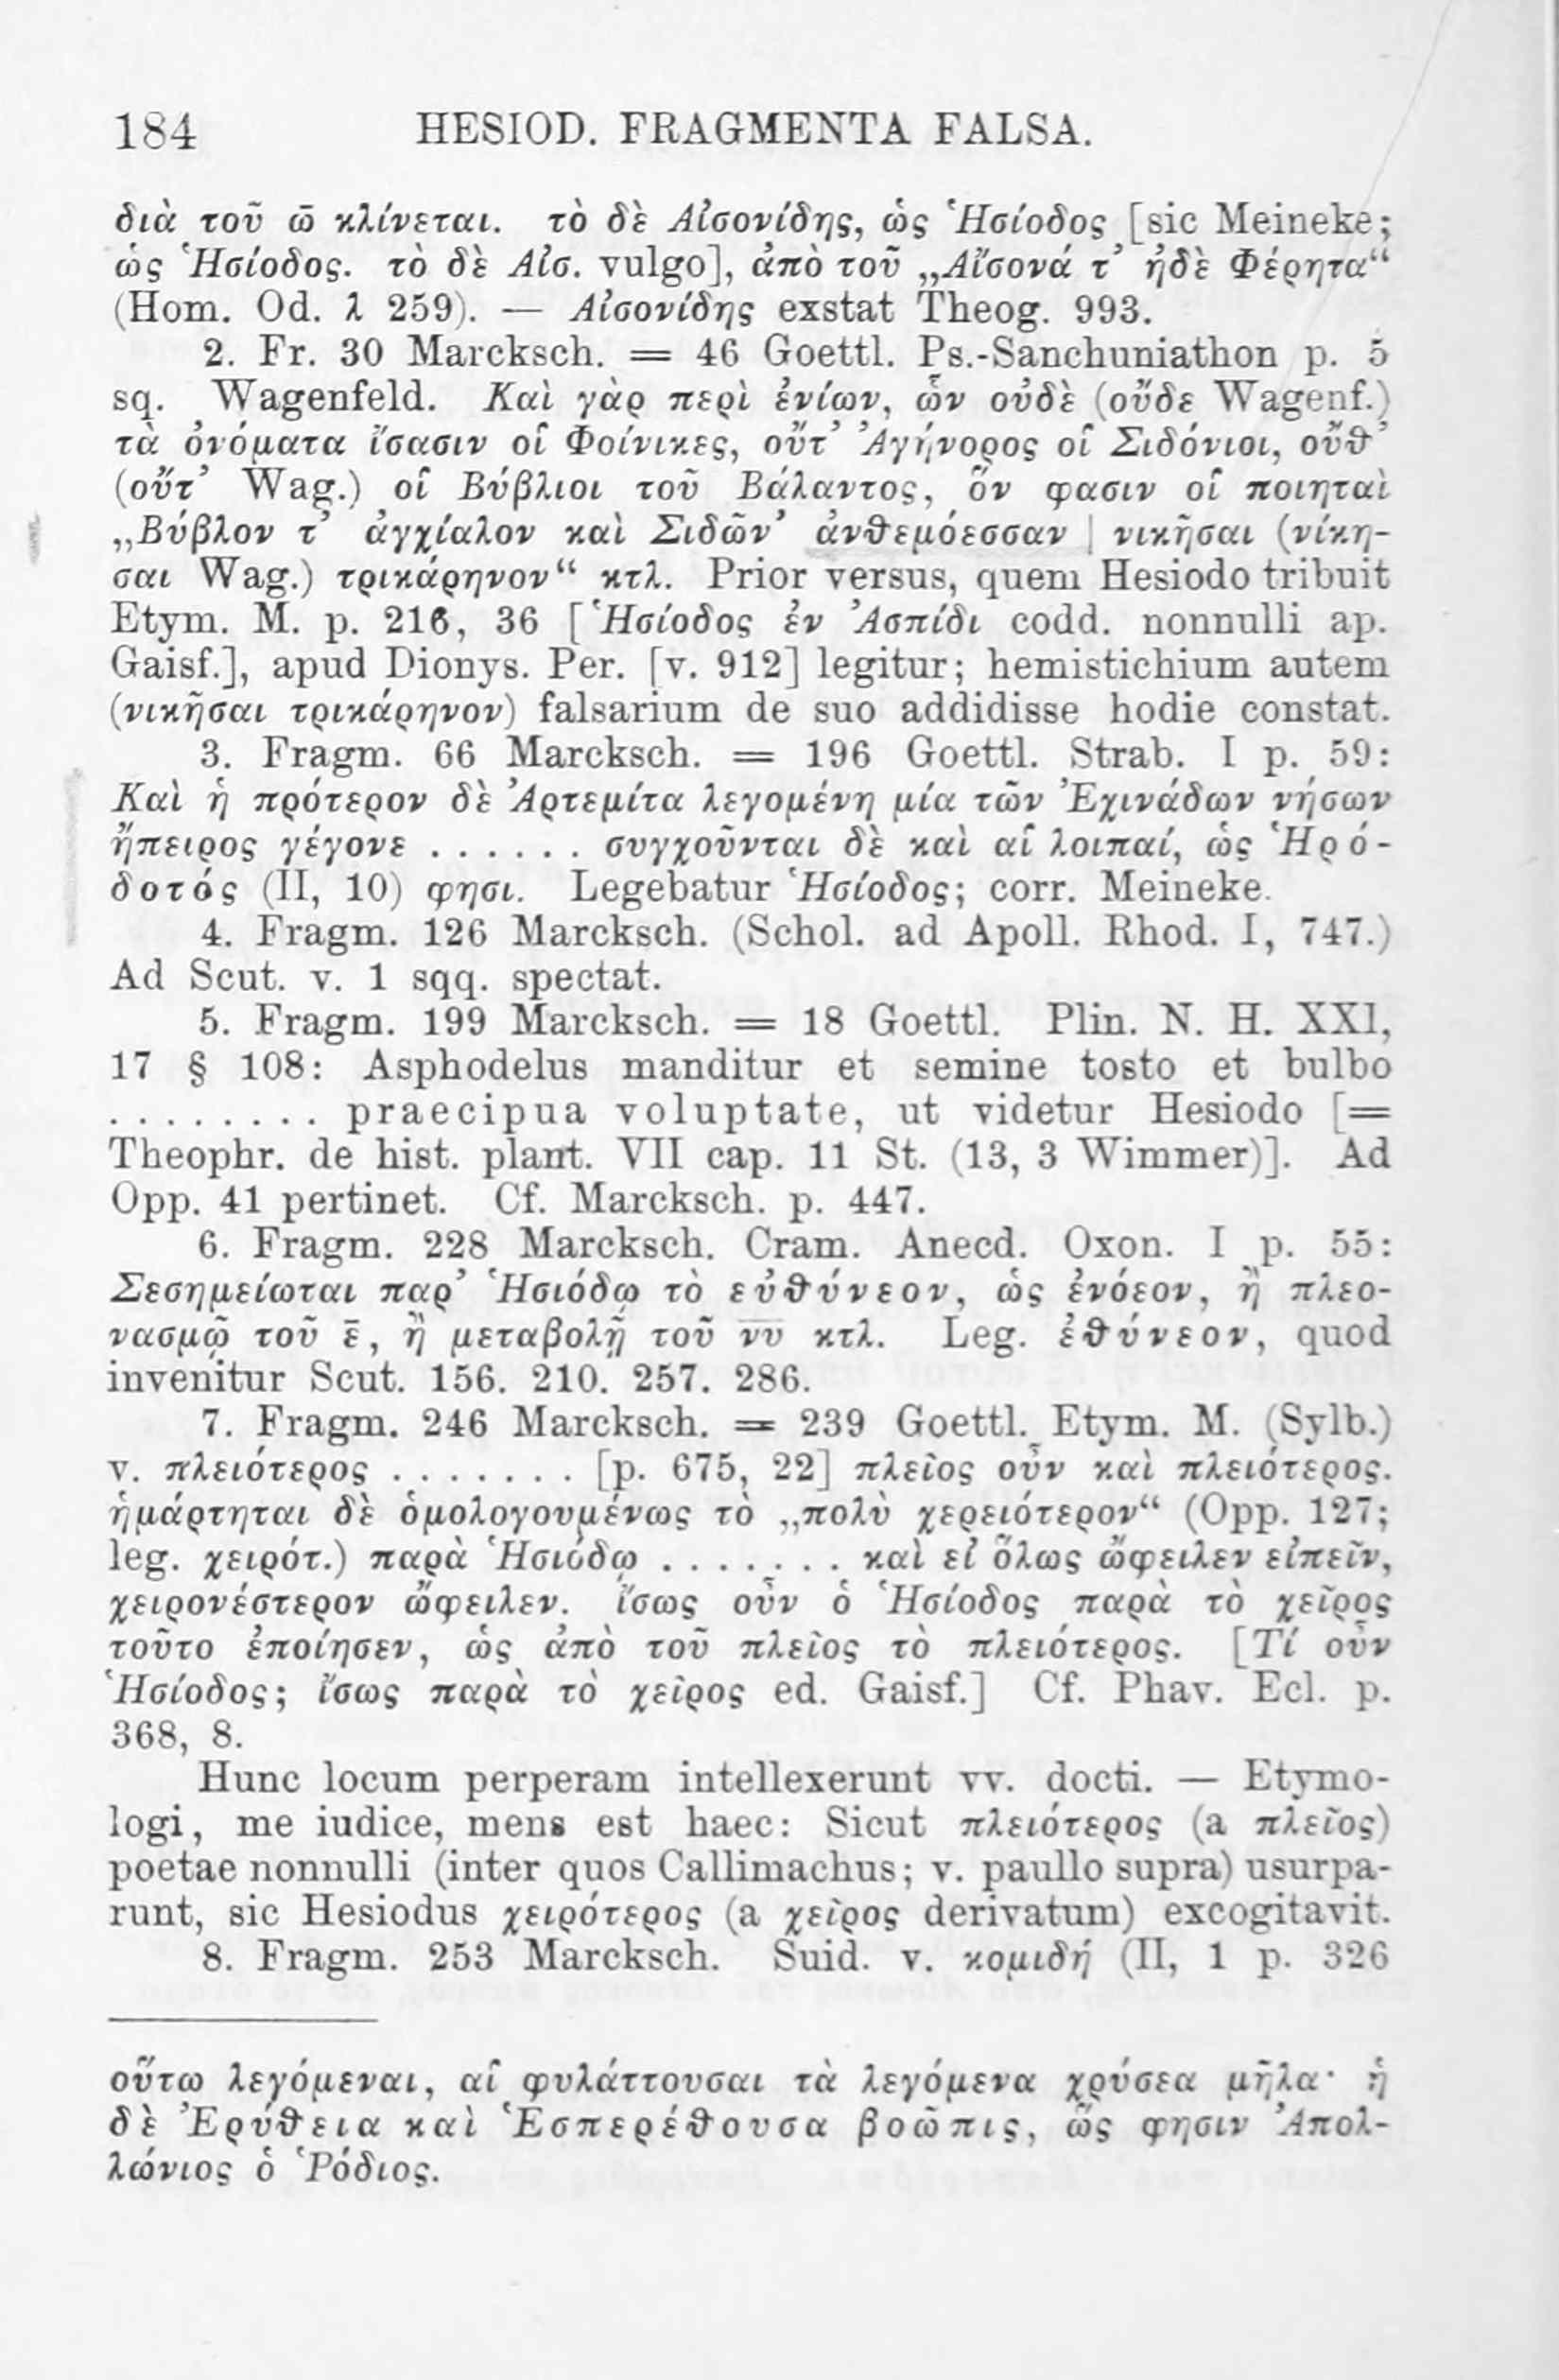 184 HESIOD. FRAGMENTA FALSA.
διὰ τοῦ ω̄ κλίνεται. τὸ δὲ Αἰσονίδης, ὡς Ἡσίοδος [sic Meineke;
ὡς Ἡσίοδος. τὸ δὲ Αἰσ. vulgo], ἀπὸ τοῦ „Αἴσονά τ’ ἠδὲ Φέρητα“
(Hom. Od. λ 259). — Αἰσονίδης exstat Theog. 993.
2. Fr. 30 Marcksch. = 46 Goettl. Ps.-Sanchuniathon p. 5
sq. Wagenfeld. Καὶ γὰρ περὶ ἐνίων, ὧν οὐδὲ (οὔδε Wagenf.)
τὰ ὀνόματα ἴσασιν οἱ Φοίνικες, οὔτ’ Ἀγήνορος οἱ Σιδόνιοι, οὔθ’
(οὔτ’ Wag.) οἱ Βύβλιοι τοῦ Βάλαντος, ὅν φασιν οἱ ποιηταὶ
„Βύβλον τ’ ἀγχίαλον καὶ Σιδῶν’ ἀνθεμόεσσαν | νικῆσαι (νίκη-
σαι Wag.) τρικάρηνον“ κτλ. Prior versus, quem Hesiodo tribuit
Etym. M. p. 216, 36 [Ἡσίοδος ἐν Ἀσπίδι codd. nonnulli ap.
Gaisf.], apud Dionys. Per. [v. 912] legitur; hemistichium autem
(νικῆσαι τρικάρηνον) falsarium de suo addidisse hodie constat.
3. Fragm. 66 Marcksch. = 196 Goettl. Strab. I p. 59:
Καὶ ἡ πρότερον δὲ Ἀρτεμίτα λεγομένη μία τῶν Ἐχινάδων νήσων
ἤπειρος γέγονε ...... συγχοῦνται δὲ καὶ αἱ λοιπαί, ὡς Ἡρό-
δοτός (II, 10) φησι. Legebatur Ἡσίοδος; corr. Meineke.
4. Fragm. 126 Marcksch. (Schol. ad Apoll. Rhod. I, 747.)
Ad Scut. v. 1 sqq. spectat.
5. Fragm. 199 Marcksch. = 18 Goettl. Plin. N. H. XXI,
17 § 108: Asphodelus manditur et semine tosto et bulbo
........ praecipua voluptate, ut videtur Hesiodo [=
Theophr. de hist. plant. VII cap. 11 St. (13, 3 Wimmer)]. Ad
Opp. 41 pertinet. Cf. Marcksch. p. 447.
6. Fragm. 228 Marcksch. Cram. Anecd. Oxon. I p. 55:
Σεσημείωται παρ’ Ἡσιόδῳ τὸ εὐθύνεον, ὡς ἐνόεον, ἢ πλεο-
νασμῷ τοῦ ε̄, ἢ μεταβολῇ τοῦ ν̄ῡ κτλ. Leg. ἐθύνεον, quod
invenitur Scut. 156. 210. 257. 286.
7. Fragm. 246 Marcksch. = 239 Goettl. Etym. M. (Sylb.)
v. πλειότερος ....... [p. 675, 22] πλεῖος οὖν καὶ πλειότερος.
ἡμάρτηται δὲ ὁμολογουμένως τὸ „πολὺ χερειότερον“ (Opp. 127;
leg. χειρότ.) παρὰ Ἡσιόδῳ ....... καὶ εἰ ὅλως ὤφειλεν εἰπεῖν,
χειρονέστερον ὤφειλεν. ἴσως οὖν ὁ Ἡσίοδος παρὰ τὸ χεῖρος
τοῦτο ἐποίησεν, ὡς ἀπὸ τοῦ πλεῖος τὸ πλειότερος. [Τί οὖν
Ἡσίοδος; ἴσως παρὰ τὸ χεῖρος ed. Gaisf.] Cf. Phav. Ecl. p.
368, 8.
Hunc locum perperam intellexerunt vv. docti. — Etymo-
logi, me iudice, mens est haec: Sicut πλειότερος (a πλεῖος)
poetae nonnulli (inter quos Callimachus; v. paullo supra) usurpa-
runt, sic Hesiodus χειρότερος (a χεῖρος derivatum) excogitavit.
8. Fragm. 253 Marcksch. Suid. v. κομιδή (II, 1 p. 326
οὕτω λεγόμεναι, αἱ φυλάττουσαι τὰ λεγόμενα χρύσεα μῆλα· ἡ
δὲ Ἐρύθεια καὶ Ἑσπερέθουσα βοῶπις, ὥς φησιν Ἀπολ-
λώνιος ὁ Ῥόδιος.